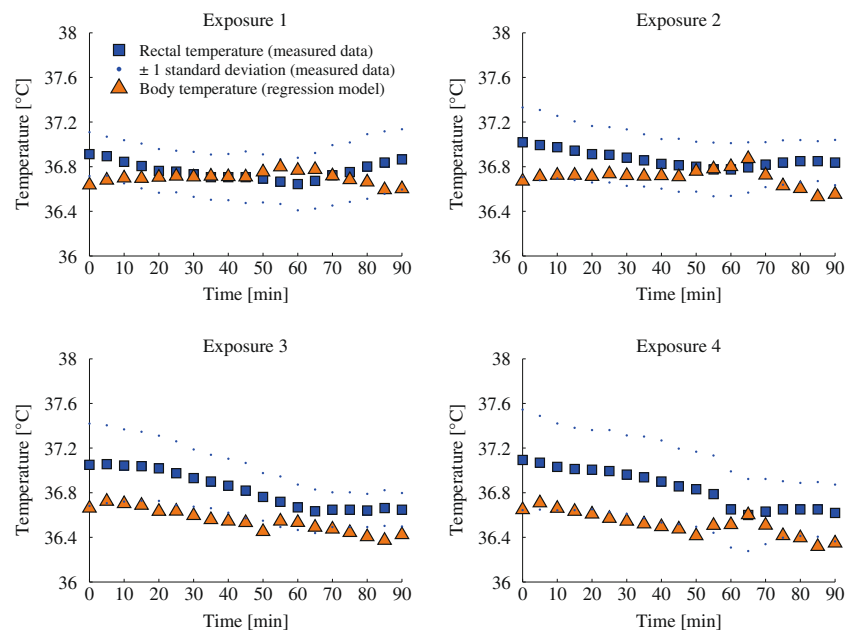 Exposure 1
38
37.6
37.2
36.8
36.4
36
Temperature [°C]
Rectal temperature (measured data)
± 1 standard deviation (measured data)
Body temperature (regression model)
0 10 20 30 40 50 60 70 80 90
Time [min]
Exposure 2
38
37.6
37.2
36.8
36.4
36
Temperature [°C]
0 10 20 30 40 50 60 70 80 90
Time [min]
Exposure 3
38
37.6
37.2
36.8
36.4
36
Temperature [°C]
0 10 20 30 40 50 60 70 80 90
Time [min]
Exposure 4
38
37.6
37.2
36.8
36.4
36
Temperature [°C]
0 10 20 30 40 50 60 70 80 90
Time [min]